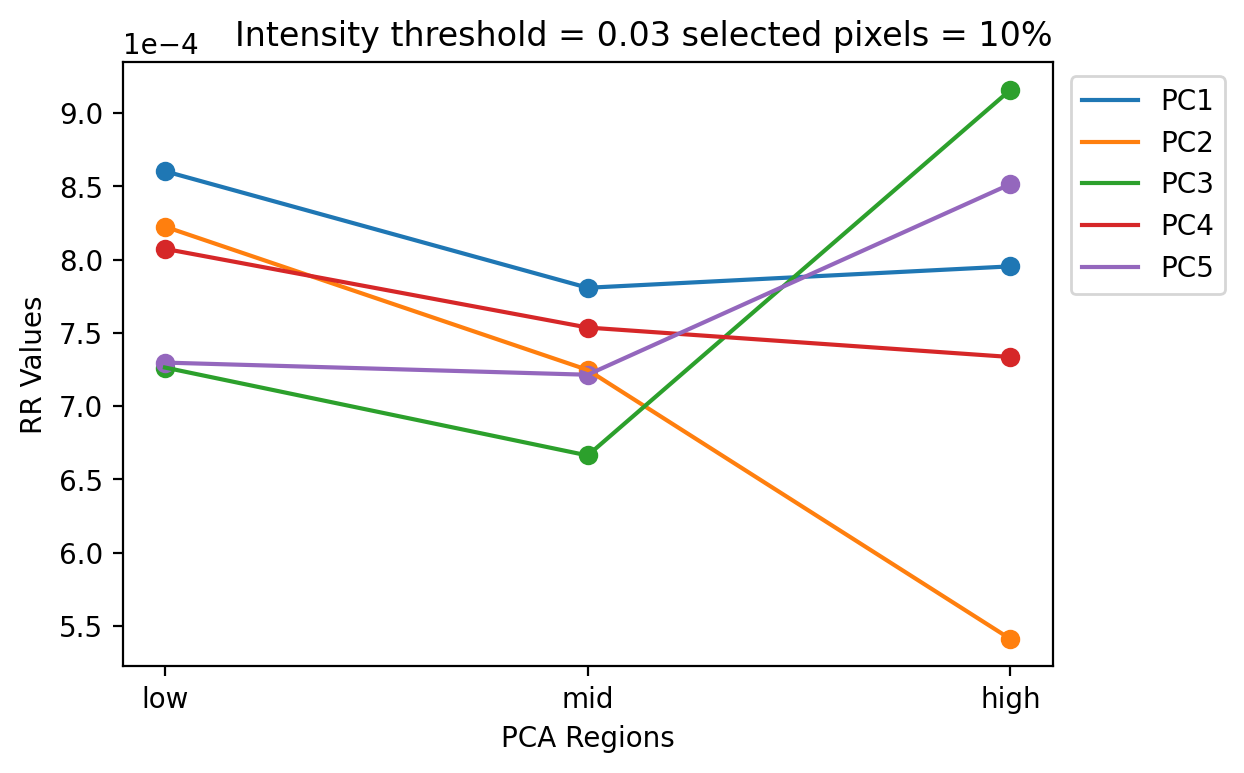 Intensity threshold = 0.03 selected pixels = 10%
1e−4
9.0
8.5
8.0
7.5
7.0
6.5
6.0
5.5
RR Values
low mid high
PCA Regions
PC1
PC2
PC3
PC4
PC5